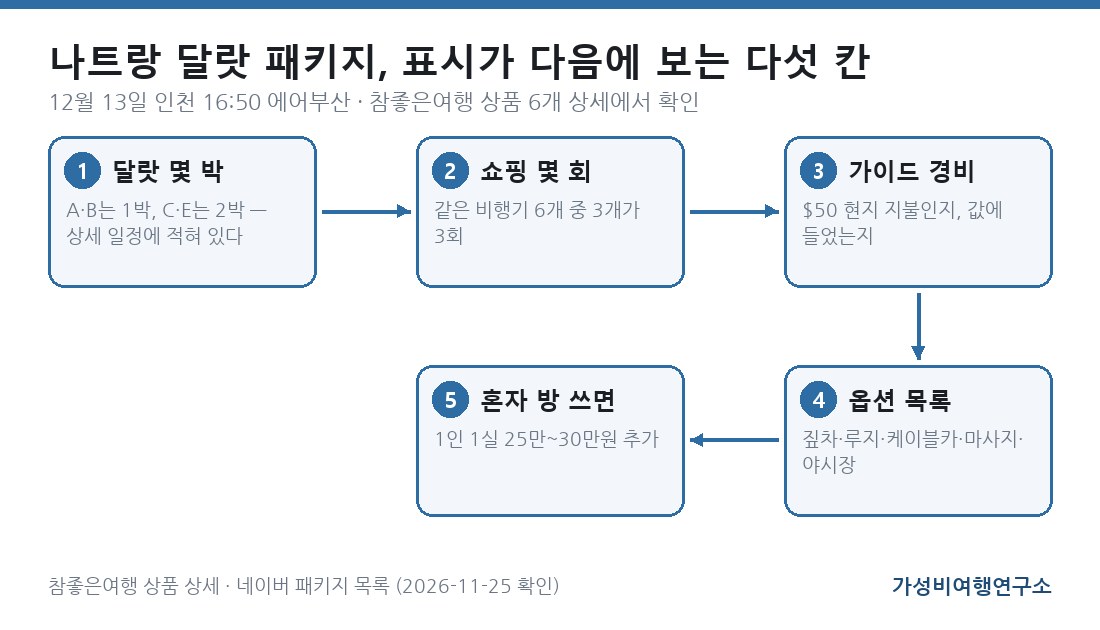 나트랑 달랏 패키지, 표시가 다음에 보는 다섯 칸
12월 13일 인천 16:50 에어부산 · 참좋은여행 상품 6개 상세에서 확인
1 달랏 몇 박
A·B는 1박, C·E는 2박 —
상세 일정에 적혀 있다
2 쇼핑 몇 회
같은 비행기 6개 중 3개가
3회
3 가이드 경비
$50 현지 지불인지, 값에
들었는지
4 옵션 목록
짚차·루지·케이블카·마사지·
야시장
5 혼자 방 쓰면
1인 1실 25만~30만원 추가
참좋은여행 상품 상세 · 네이버 패키지 목록 (2026-11-25 확인)
가성비여행연구소